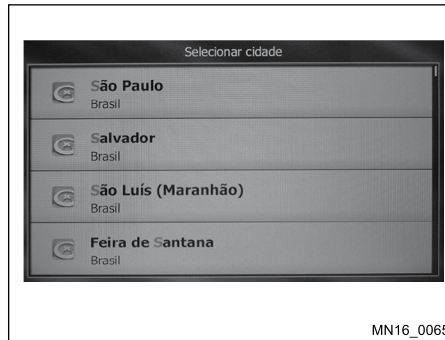 Selecionar cidade
São Paulo
Brasil
Salvador
Brasil
São Luís (Maranhão)
Brasil
Feira de Santana
Brasil
MN16_0065